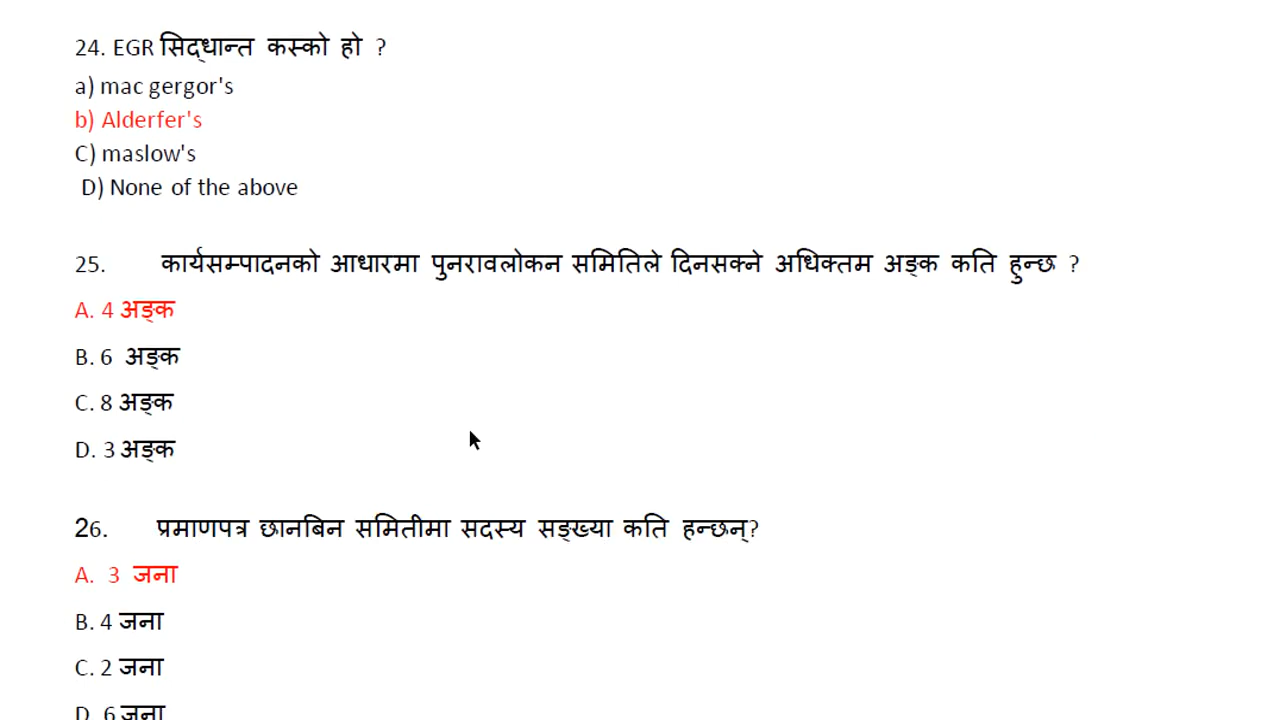 24. EGR सिद्धान्त कस्को हो ?
a) mac gergor's
b) Alderfer's
C) maslow's
D) None of the above
25. कार्यसम्पादनको आधारमा पुनरावलोकन समितिले दिनसक्ने अधिक्तम अङ्क कति हुन्छ ?
A. 4 अङ्क
B. 6 अङ्क
C. 8 अङ्क
D. 3 अङ्क
26. प्रमाणपत्र छानबिन समितीमा सदस्य सङ्ख्या कति हन्छन्?
A. 3 जना
B. 4 जना
C. 2 जना
D. 6 जना